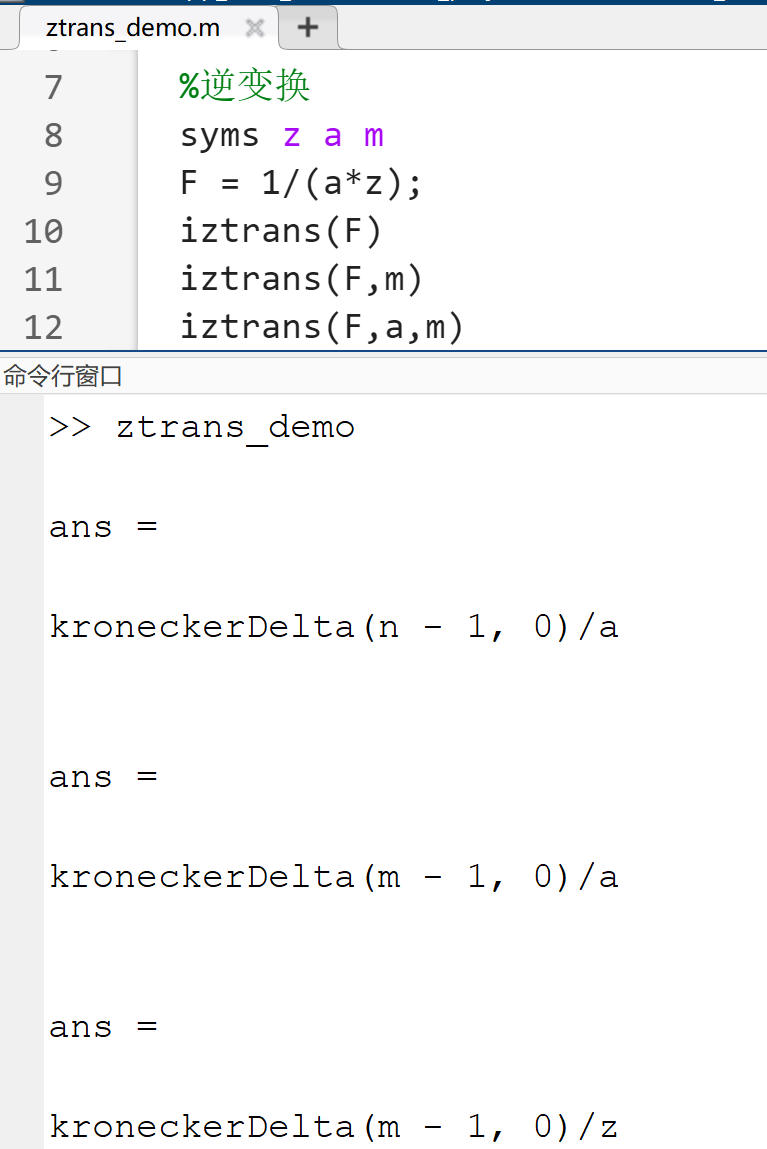 ztrans_demo.m
7 %逆变换
8 syms z a m
9 F = 1/(a*z);
10 iztrans(F)
11 iztrans(F,m)
12 iztrans(F,a,m)
命令行窗口
>> ztrans_demo
ans =
kroneckerDelta(n - 1, 0)/a
ans =
kroneckerDelta(m - 1, 0)/a
ans =
kroneckerDelta(m - 1, 0)/z